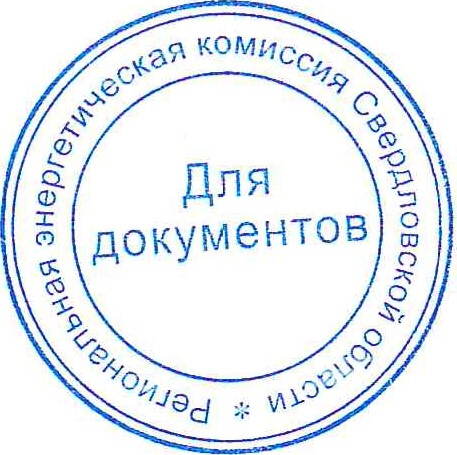 Региональная энергетическая комиссия Свердловской области *
Для
документов